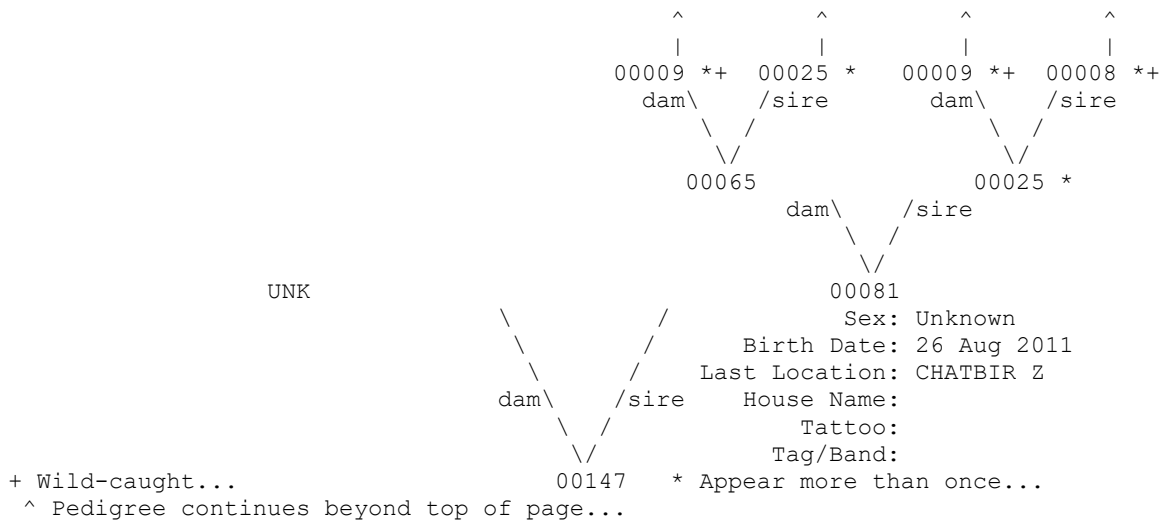 ^ ^ ^ ^
| | | |
00009 *+ 00025 * 00009 *+ 00008 *+
dam\ /sire dam\ /sire
\ / \ /
\/ \/
00065 00025 *
dam\ /sire
\ /
\/
UNK 00081
\ / Sex: Unknown
\ / Birth Date: 26 Aug 2011
\ / Last Location: CHATBIR Z
dam\ /sire House Name:
\ / Tattoo:
\/ Tag/Band:
+ Wild-caught... 00147 * Appear more than once...
^ Pedigree continues beyond top of page...